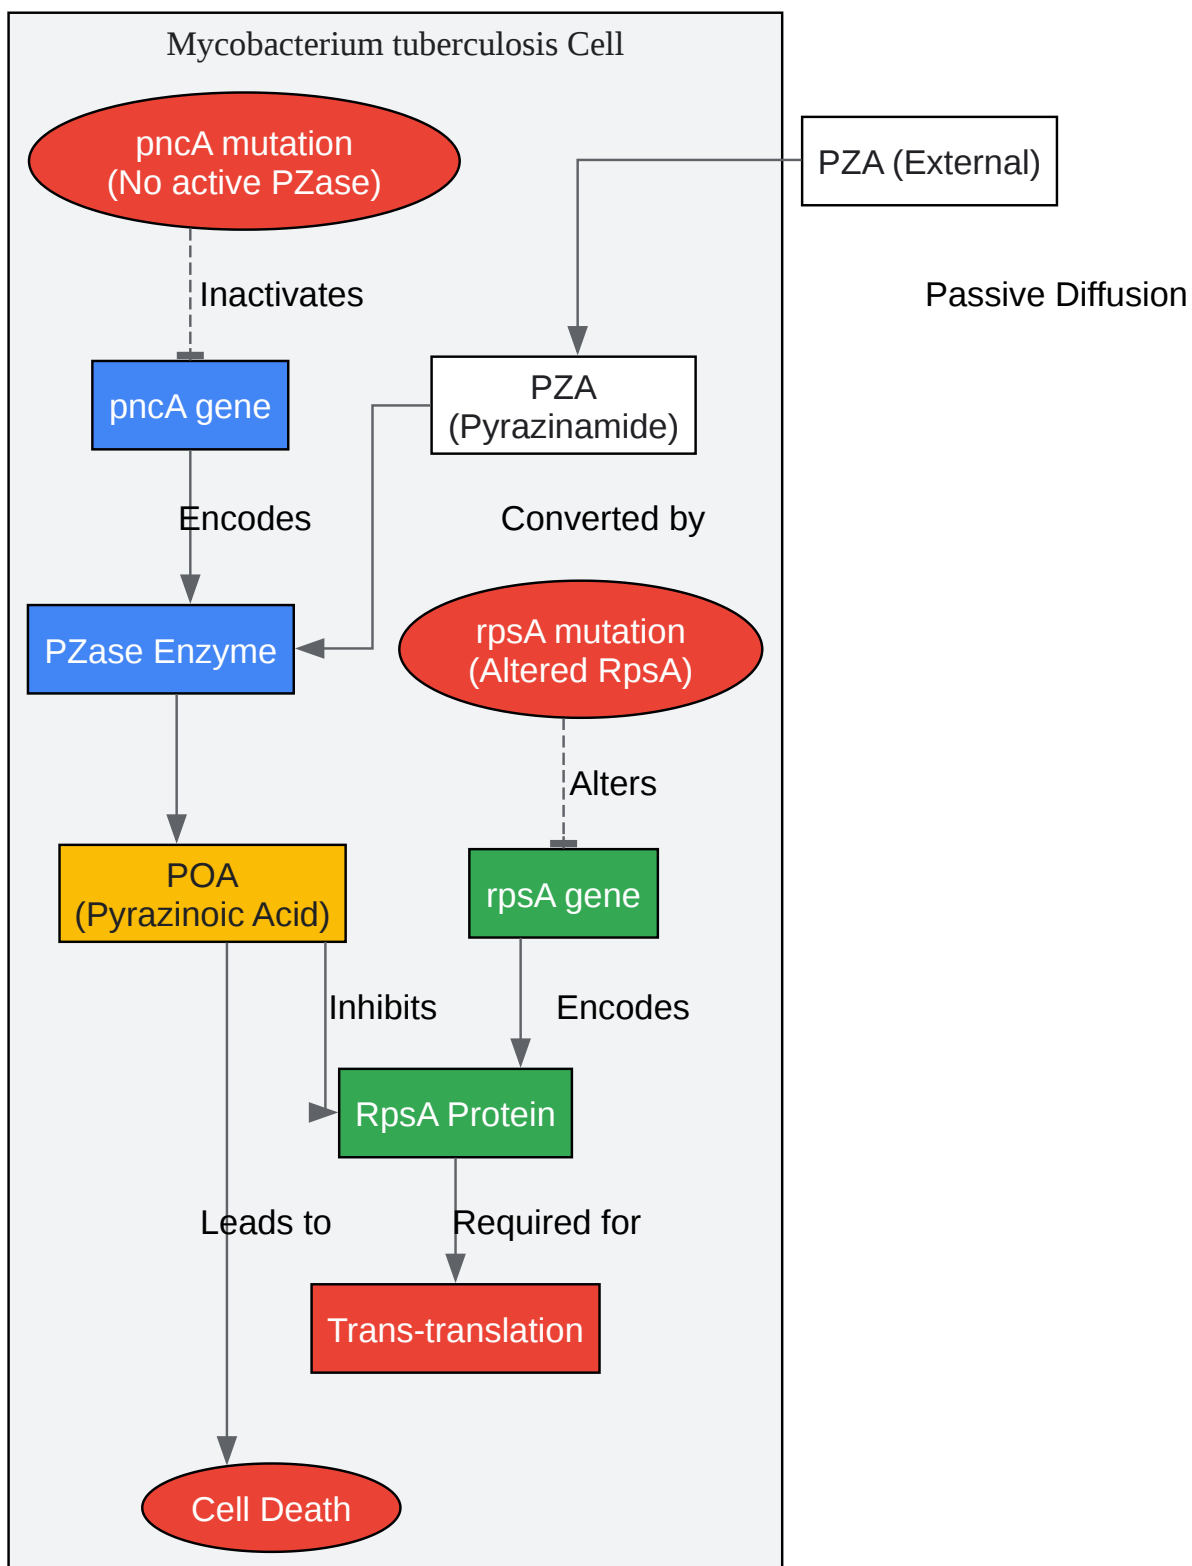 Mycobacterium tuberculosis Cell
pncA mutation
(No active PZase)
PZA (External)
Inactivates
Passive Diffusion
pncA gene
PZA
(Pyrazinamide)
Encodes
Converted by
PZase Enzyme
rpsA mutation
(Altered RpsA)
Alters
POA
(Pyrazinoic Acid)
rpsA gene
Inhibits
Encodes
RpsA Protein
Leads to
Required for
Trans-translation
Cell Death